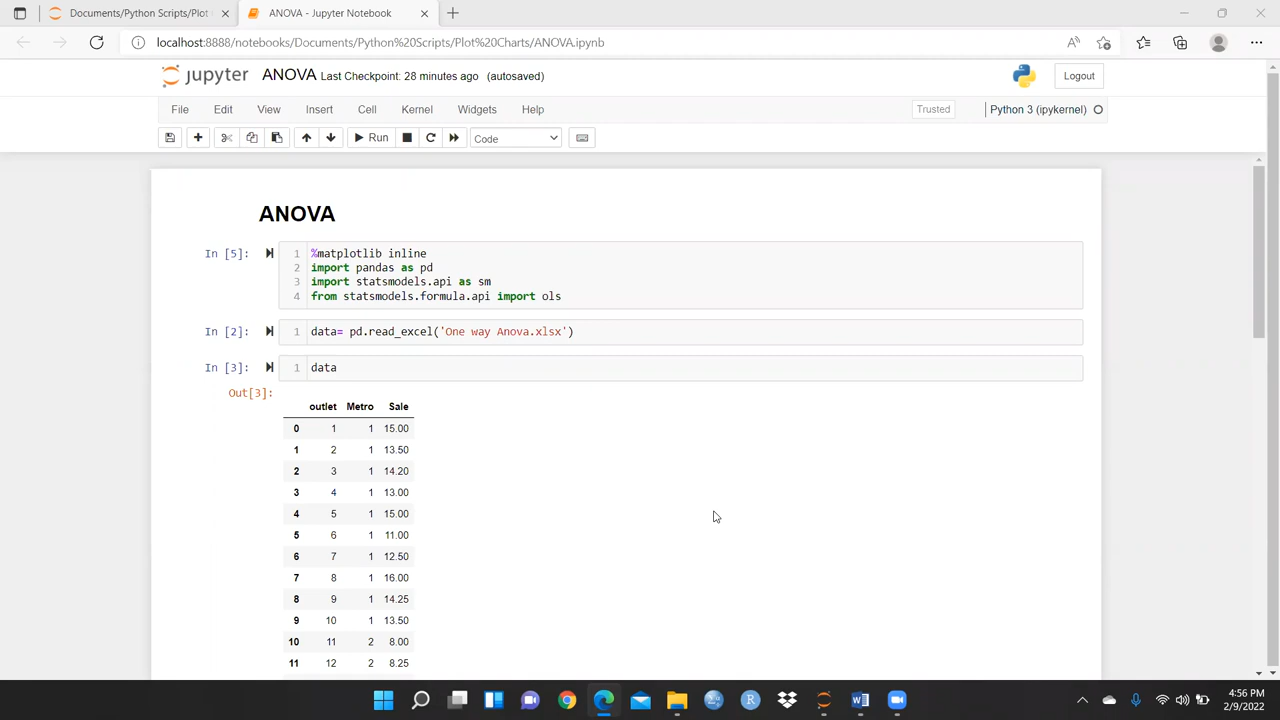 Documents/Python Scripts/Plot
ANOVA - Jupyter Notebook
localhost:8888/notebooks/Documents/Python%20Scripts/Plot%20Charts/ANOVA.ipynb
jupyter ANOVA Last Checkpoint: 28 minutes ago (autosaved)
Logout
File Edit View Insert Cell Kernel Widgets Help
Trusted
Python 3 (ipykernel)
Run
Code
ANOVA
In [5]:
1 %matplotlib inline
2 import pandas as pd
3 import statsmodels.api as sm
4 from statsmodels.formula.api import ols
In [2]: 1 data= pd.read_excel('One way Anova.xlsx')
In [3]: 1 data
Out[3]:
outlet Metro Sale
0 1 1 15.00
1 2 1 13.50
2 3 1 14.20
3 4 1 13.00
4 5 1 15.00
5 6 1 11.00
6 7 1 12.50
7 8 1 16.00
8 9 1 14.25
9 10 1 13.50
10 11 2 8.00
11 12 2 8.25
4:56 PM
2/9/2022